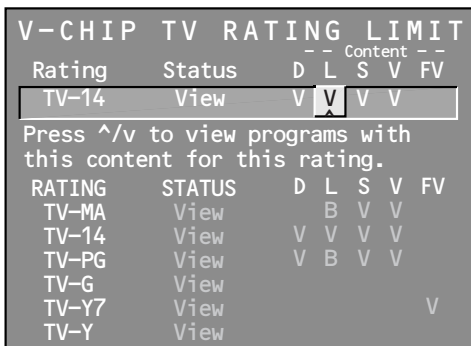 V-CHIP TV RATING LIMIT
-- Content --
Rating Status D L S V FV
TV-14 View V V V V
^
Press ^/v to view programs with
this content for this rating.
RATING STATUS D L S V FV
TV-MA View B V V
TV-14 View V V V V
TV-PG View V B V V
TV-G View
TV-Y7 View V
TV-Y View